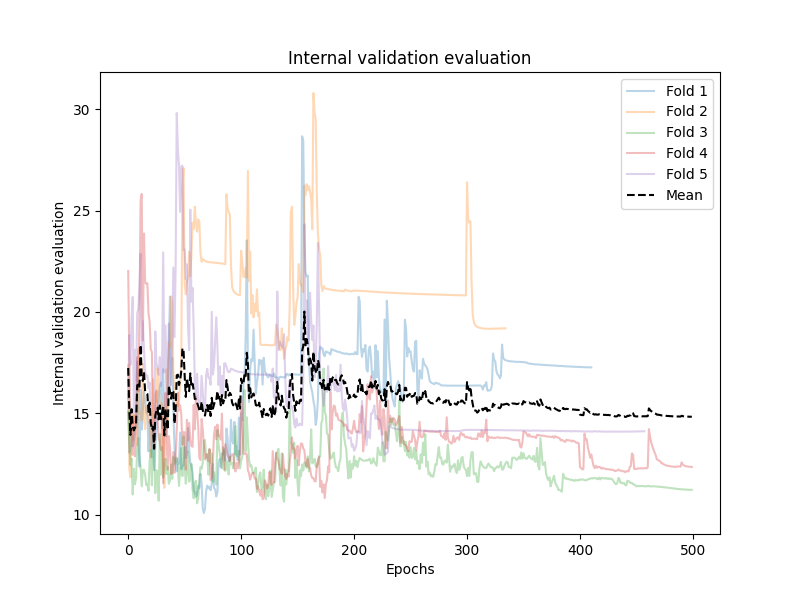 Internal validation evaluation
Internal validation evaluation
30
25
20
15
10
0
100
200
300
400
500
Epochs
Fold 1
Fold 2
Fold 3
Fold 4
Fold 5
Mean